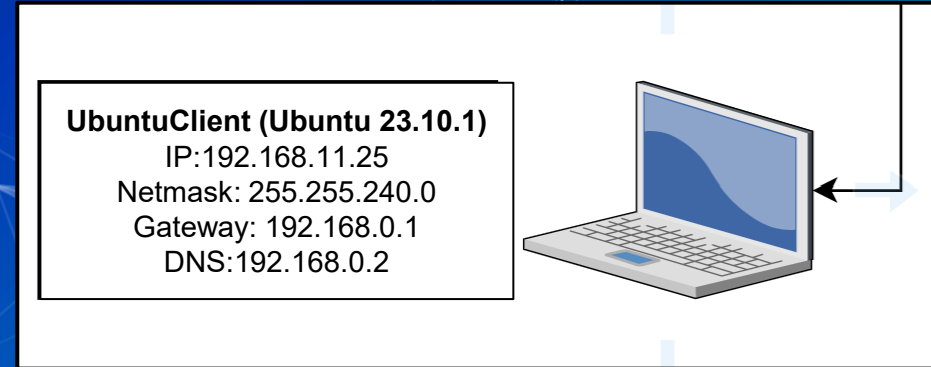 UbuntuClient (Ubuntu 23.10.1)
IP:192.168.11.25
Netmask: 255.255.240.0
Gateway: 192.168.0.1
DNS:192.168.0.2